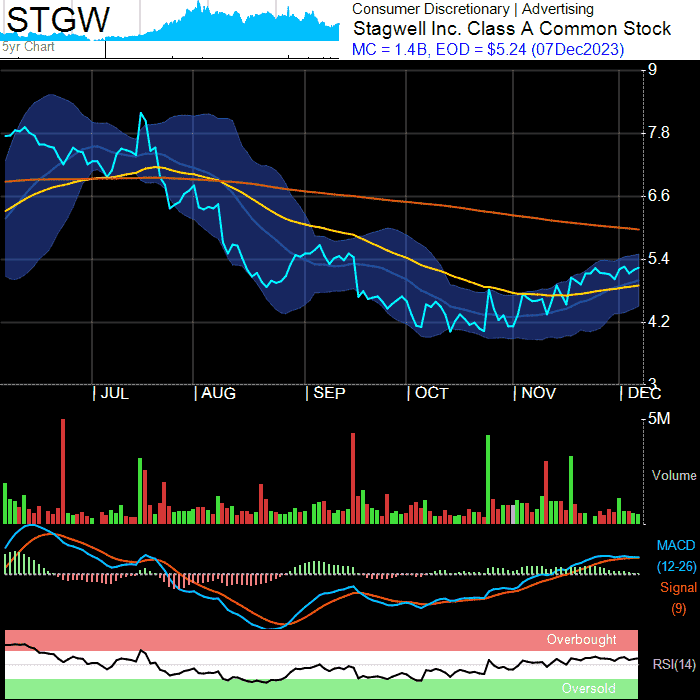 STGW
5yr Chart
Consumer Discretionary | Advertising
Stagwell Inc. Class A Common Stock
MC = 1.4B, EOD = $5.24 (07Dec2023)
9
7.8
6.6
5.4
4.2
3
| JUL | AUG | SEP | OCT | NOV | DEC
5M
Volume
MACD
(12-26)
Signal
(9)
Overbought
RSI(14)
Oversold